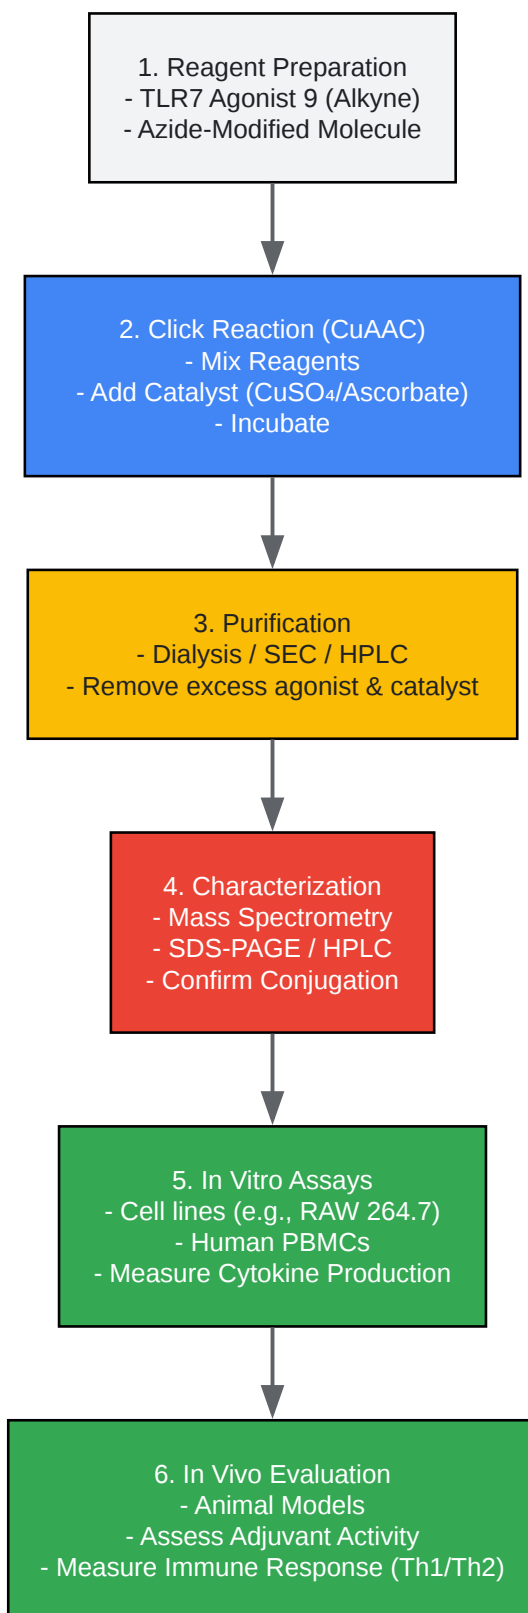 1. Reagent Preparation
- TLR7 Agonist 9 (Alkyne)
- Azide-Modified Molecule
2. Click Reaction (CuAAC)
- Mix Reagents
- Add Catalyst (CuSO₄/Ascorbate)
- Incubate
3. Purification
- Dialysis / SEC / HPLC
- Remove excess agonist & catalyst
4. Characterization
- Mass Spectrometry
- SDS-PAGE / HPLC
- Confirm Conjugation
5. In Vitro Assays
- Cell lines (e.g., RAW 264.7)
- Human PBMCs
- Measure Cytokine Production
6. In Vivo Evaluation
- Animal Models
- Assess Adjuvant Activity
- Measure Immune Response (Th1/Th2)